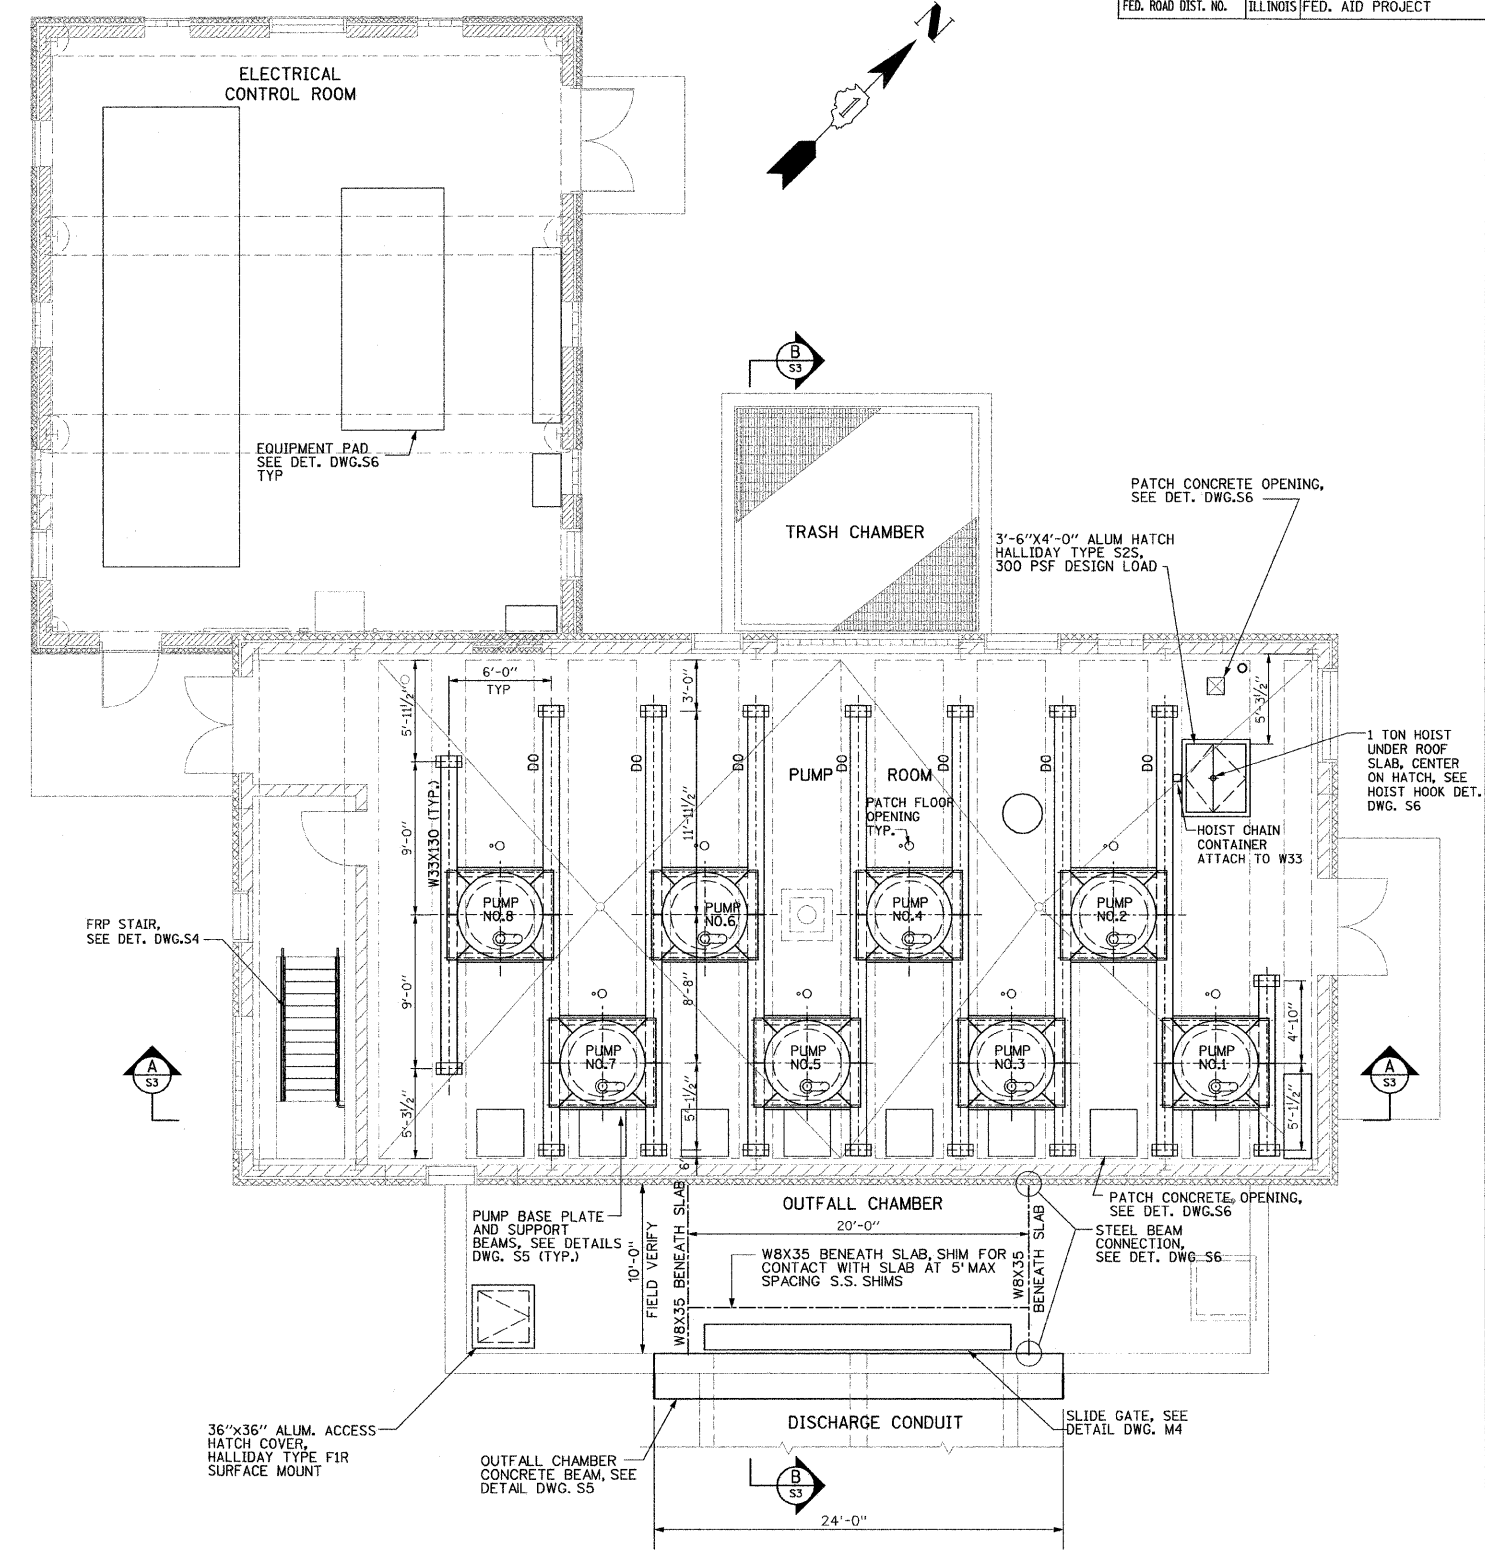 FED. ROAD DIST. NO. ILLINOIS FED. AID PROJECT
N
ELECTRICAL
CONTROL ROOM
B
S3
EQUIPMENT PAD
SEE DET. DWG.S6
TYP
TRASH CHAMBER
PATCH CONCRETE OPENING,
SEE DET. DWG.S6
3'-6"X4'-0" ALUM HATCH
HALLIDAY TYPE S2S,
300 PSF DESIGN LOAD
5'-11½"
6'-0"
TYP
3'-0"
5'-3½"
1 TON HOIST
UNDER ROOF
SLAB, CENTER
ON HATCH, SEE
HOIST HOOK DET.
DWG. S6
DO
DO
DO
DO
DO
DO
DO
PUMP ROOM
W33X130 (TYP.)
9'-0"
11'-11½"
PATCH FLOOR
OPENING
TYP.
HOIST CHAIN
CONTAINER
ATTACH TO W33
PUMP
NO.8
PUMP
NO.6
PUMP
NO.4
PUMP
NO.2
FRP STAIR,
SEE DET. DWG.S4
9'-0"
8'-8"
4'-10"
PUMP
NO.7
PUMP
NO.5
PUMP
NO.3
PUMP
NO.1
A
S3
A
S3
5'-3½"
5'-1½"
5'-1½"
6"
PATCH CONCRETE OPENING,
SEE DET. DWG.S6
OUTFALL CHAMBER
20'-0"
PUMP BASE PLATE
AND SUPPORT
BEAMS, SEE DETAILS
DWG. S5 (TYP.)
10'-0"
FIELD VERIFY
W8X35 BENEATH SLAB
W8X35 BENEATH SLAB, SHIM FOR
CONTACT WITH SLAB AT 5' MAX
SPACING S.S. SHIMS
W8X35
BENEATH SLAB
STEEL BEAM
CONNECTION,
SEE DET. DWG S6
36"x36" ALUM. ACCESS
HATCH COVER,
HALLIDAY TYPE F1R
SURFACE MOUNT
OUTFALL CHAMBER
CONCRETE BEAM, SEE
DETAIL DWG. S5
DISCHARGE CONDUIT
SLIDE GATE, SEE
DETAIL DWG. M4
B
S3
24'-0"